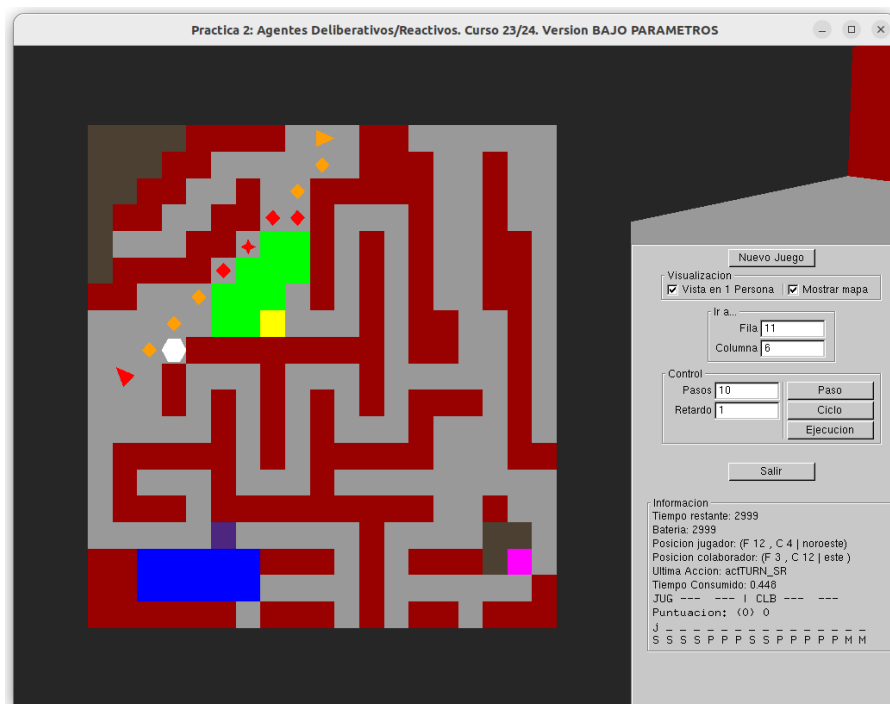 Practica 2: Agentes Deliberativos/Reactivos. Curso 23/24. Version BAJO PARAMETROS
Nuevo Juego
Visualizacion
Vista en 1 Persona
Mostrar mapa
Ir a...
Fila 11
Columna 6
Control
Pasos 10 Paso
Retardo 1 Ciclo
Ejecucion
Salir
Informacion
Tiempo restante: 2999
Bateria: 2999
Posicion jugador: (F 12 , C 4 | noroeste)
Posicion colaborador: (F 3 , C 12 | este )
Ultima Accion: actTURN_SR
Tiempo Consumido: 0.448
JUG --- --- | CLB --- ---
Puntuacion: (0) 0
j _ _ _ _ _ _ _ _ _ _ _ _ _ _ _
S S S S P P P S S P P P P P M M